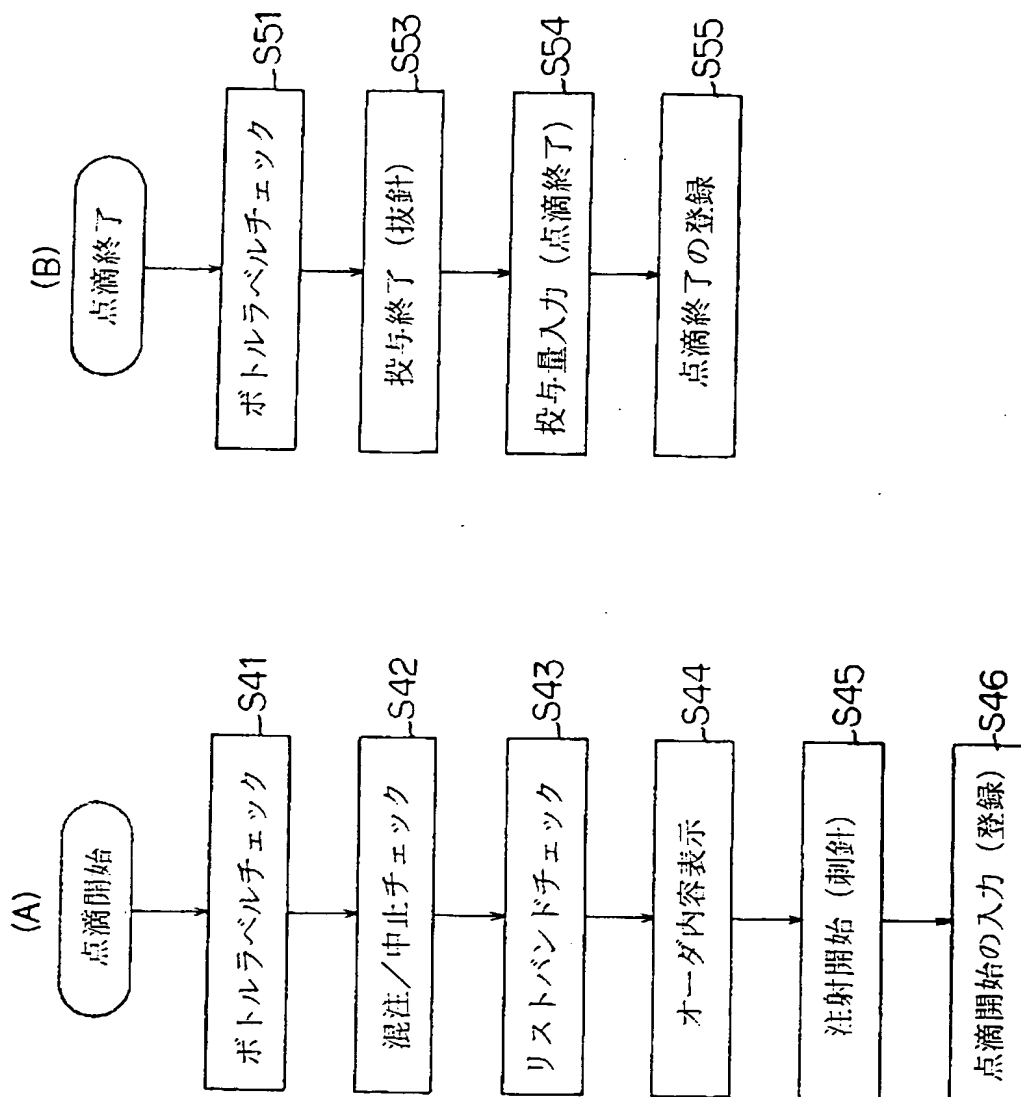 (A)
点滴開始
ボトルラベルチェック
S41
混注／中止チェック
S42
リストバンドチェック
S43
オーダ内容表示
S44
注射開始（刺針）
S45
点滴開始の入力（登録）
S46
(B)
点滴終了
ボトルラベルチェック
S51
投与終了（抜針）
S53
投与量入力（点滴終了）
S54
点滴終了の登録
S55